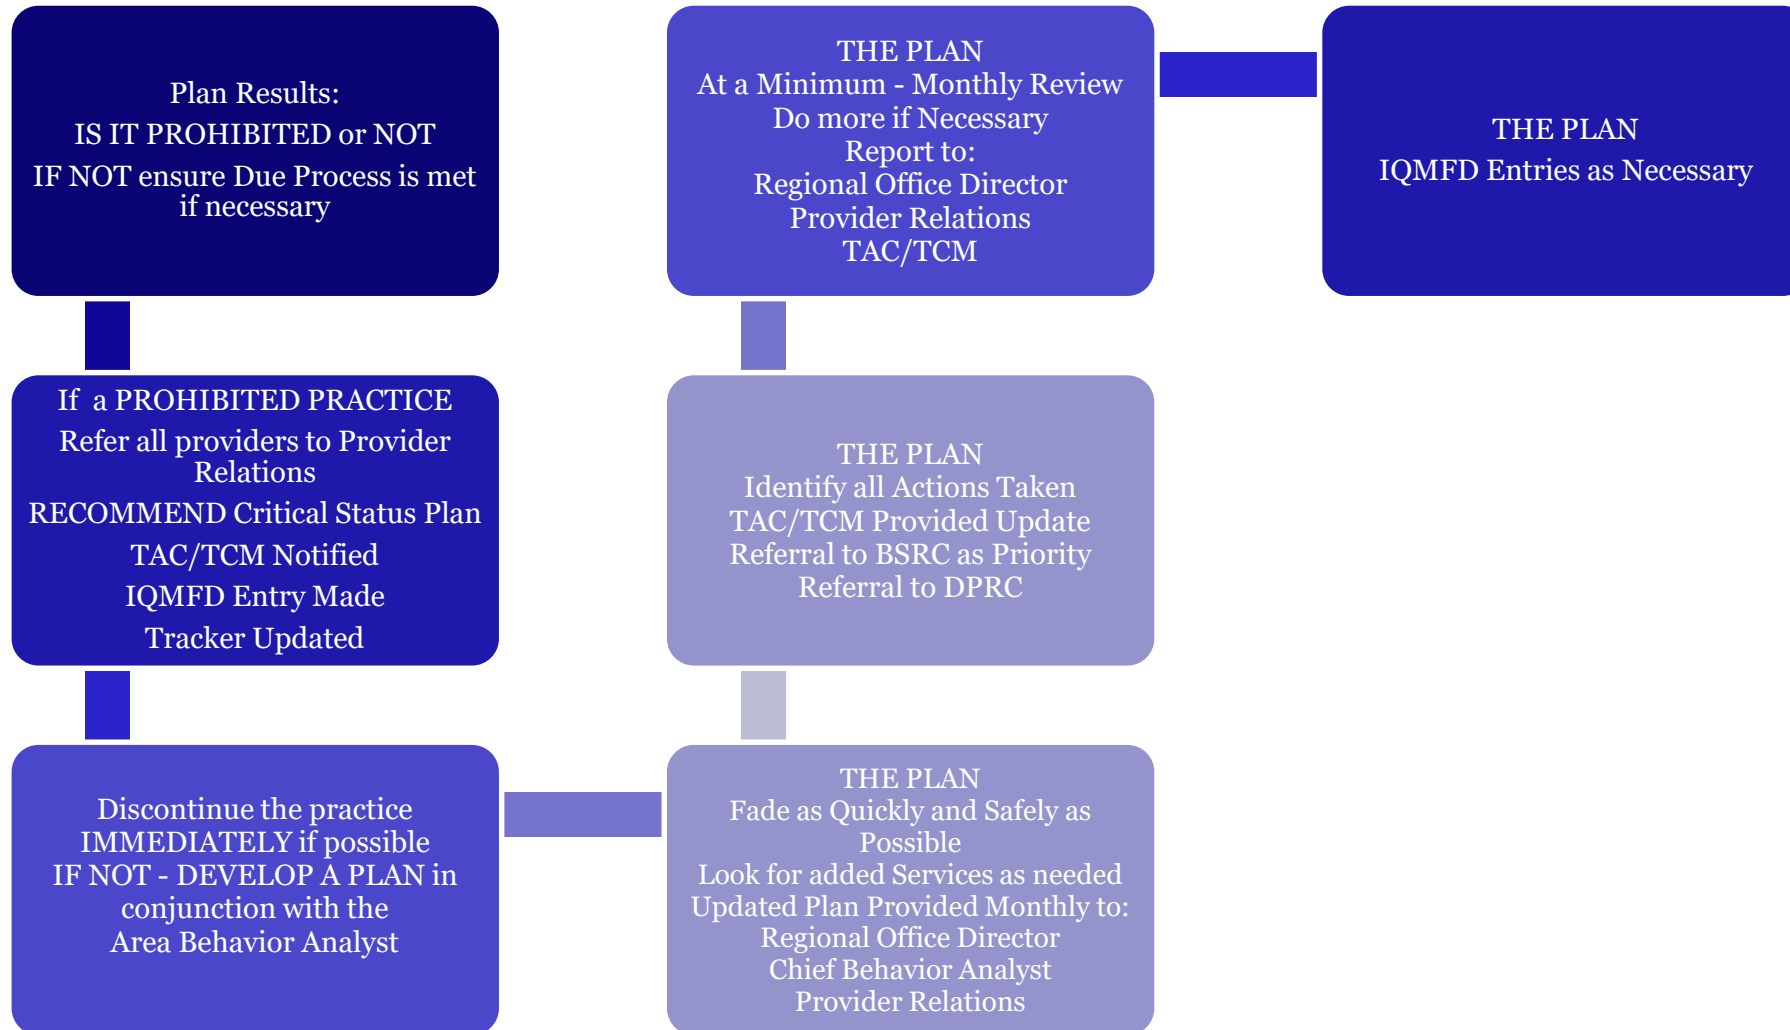 Plan Results:
IS IT PROHIBITED or NOT
IF NOT ensure Due Process is met
if necessary
If  a PROHIBITED PRACTICE
Refer all providers to Provider
Relations
RECOMMEND Critical Status Plan
TAC/TCM Notified
IQMFD Entry Made
Tracker Updated
Discontinue the practice
IMMEDIATELY if possible
IF NOT - DEVELOP A PLAN in
conjunction with the
Area Behavior Analyst
THE PLAN
Fade as Quickly and Safely as
Possible
Look for added Services as needed
Updated Plan Provided Monthly to:
Regional Office Director
Chief Behavior Analyst
Provider Relations
THE PLAN
Identify all Actions Taken
TAC/TCM Provided Update
Referral to BSRC as Priority
Referral to DPRC
THE PLAN
At a Minimum - Monthly Review
Do more if Necessary
Report to:
Regional Office Director
Provider Relations
TAC/TCM
THE PLAN
IQMFD Entries as Necessary